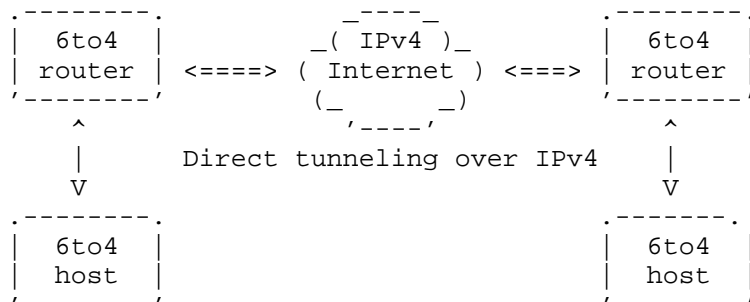 6to4 IPv4 6to4
router Internet router
Direct tunneling over IPv4
6to4 6to4
host host